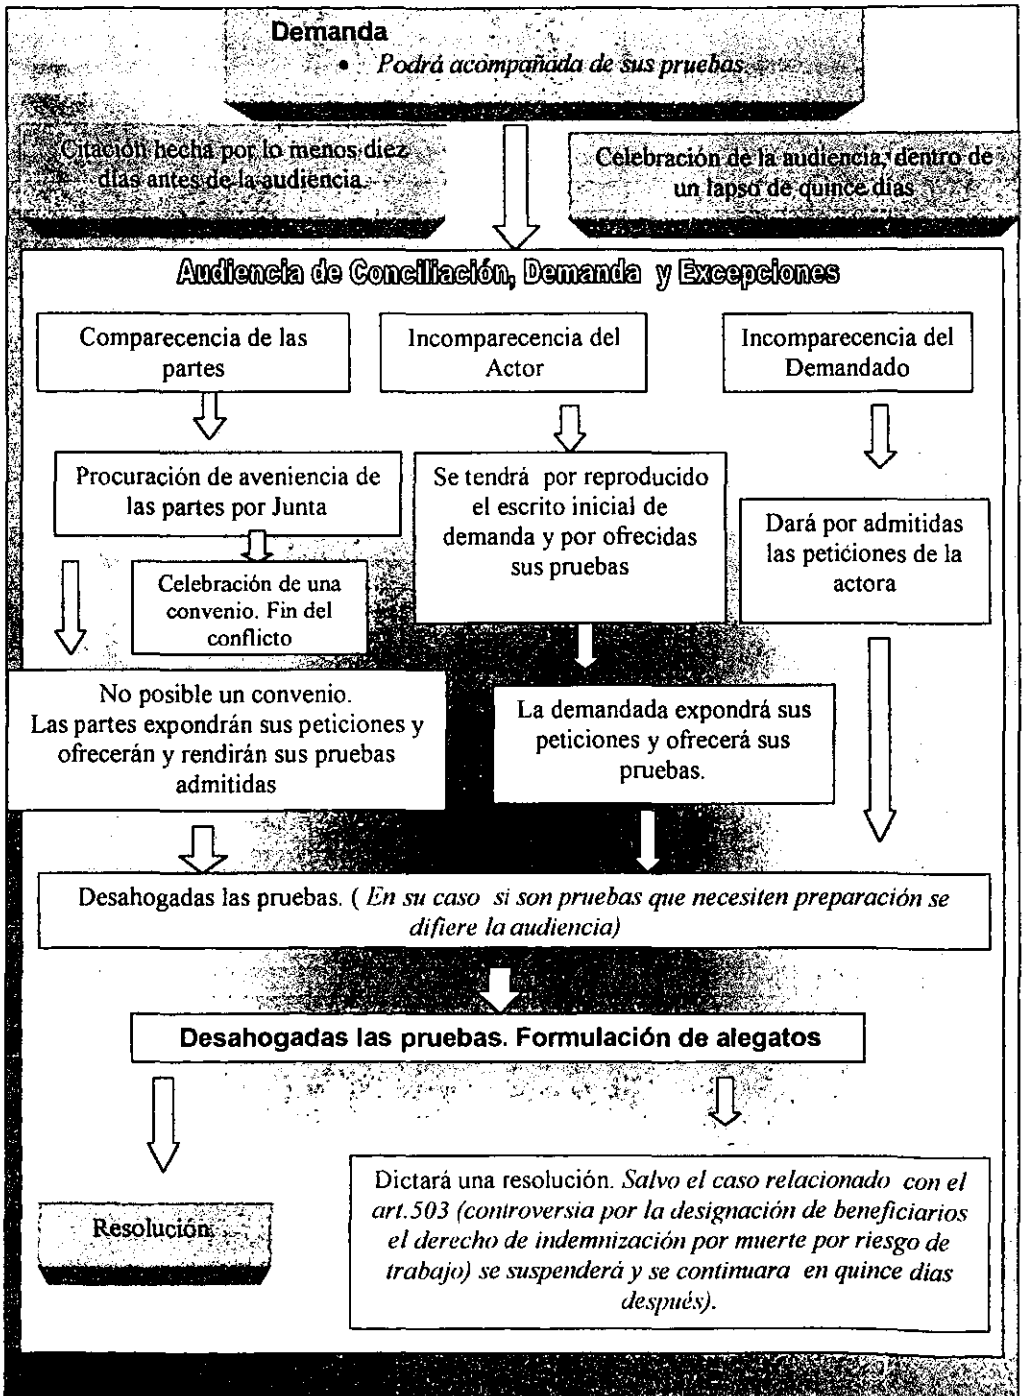 Demanda
• Podrá acompañada de sus pruebas
Citación hecha por lo menos diez
días antes de la audiencia.
Celebración de la audiencia, dentro de
un lapso de quince días
Audiencia de Conciliación, Demanda y Excepciones
Comparecencia de las
partes
Incomparecencia del
Actor
Incomparecencia del
Demandado
Procuración de aveniencia de
las partes por Junta
Se tendrá por reproducido
el escrito inicial de
demanda y por ofrecidas
sus pruebas
Dará por admitidas
las peticiones de la
actora
Celebración de una
convenio. Fin del
conflicto
No posible un convenio.
Las partes expondrán sus peticiones y
ofrecerán y rendirán sus pruebas
admitidas
La demandada expondrá sus
peticiones y ofrecerá sus
pruebas.
Desahogadas las pruebas. ( En su caso si son pruebas que necesiten preparación se
difiere la audiencia)
Desahogadas las pruebas. Formulación de alegatos
Resolución
Dictará una resolución. Salvo el caso relacionado con el
art.503 (controversia por la designación de beneficiarios
el derecho de indemnización por muerte por riesgo de
trabajo) se suspenderá y se continuara en quince días
después).